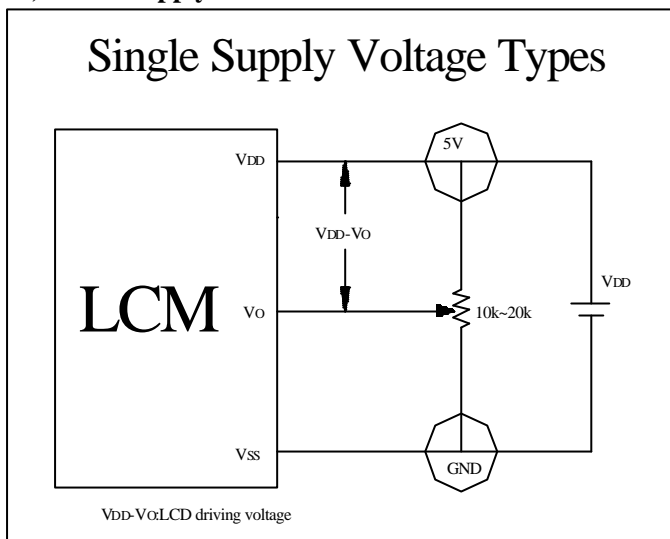 Single Supply Voltage Types
5V
VDD
VDD-VO
VDD
LCM
VO
10k~20k
VSS
GND
VDD-VO:LCD driving voltage